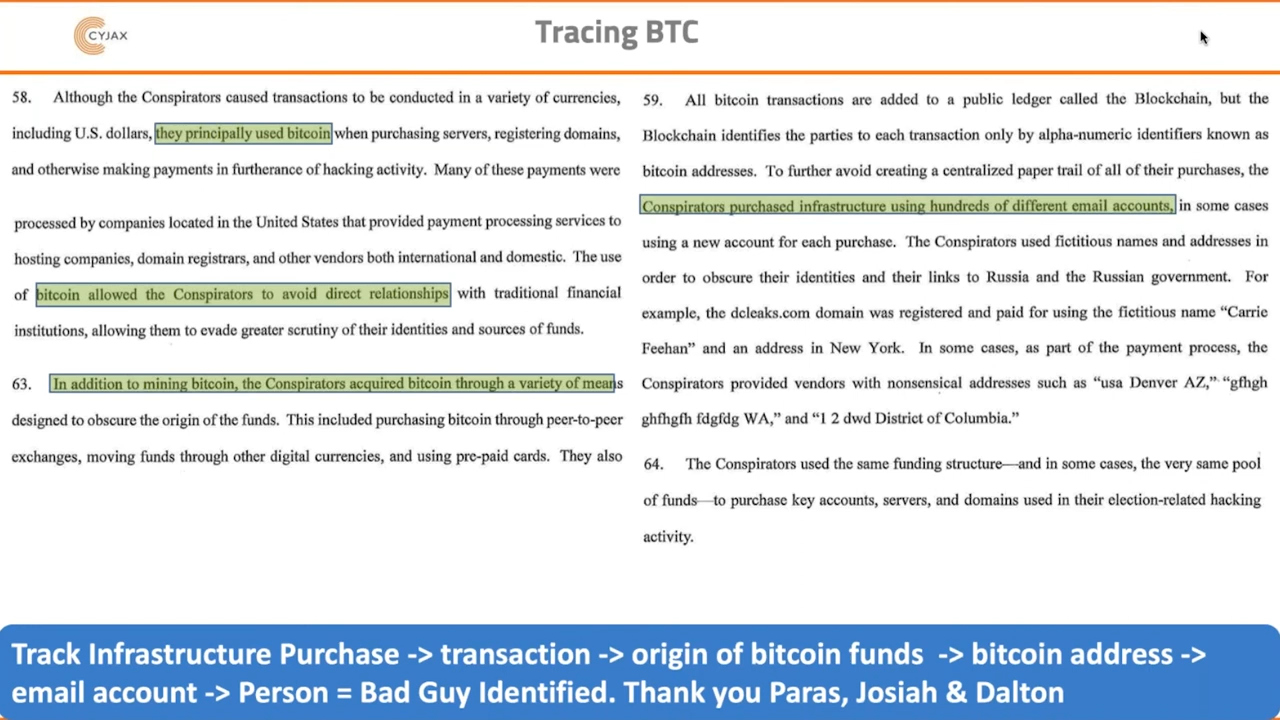 CYJAX
Tracing BTC
58. Although the Conspirators caused transactions to be conducted in a variety of currencies,
including U.S. dollars, they principally used bitcoin when purchasing servers, registering domains,
and otherwise making payments in furtherance of hacking activity. Many of these payments were
processed by companies located in the United States that provided payment processing services to
hosting companies, domain registrars, and other vendors both international and domestic. The use
of bitcoin allowed the Conspirators to avoid direct relationships with traditional financial
institutions, allowing them to evade greater scrutiny of their identities and sources of funds.
63. In addition to mining bitcoin, the Conspirators acquired bitcoin through a variety of means
designed to obscure the origin of the funds. This included purchasing bitcoin through peer-to-peer
exchanges, moving funds through other digital currencies, and using pre-paid cards. They also
59. All bitcoin transactions are added to a public ledger called the Blockchain, but the
Blockchain identifies the parties to each transaction only by alpha-numeric identifiers known as
bitcoin addresses. To further avoid creating a centralized paper trail of all of their purchases, the
Conspirators purchased infrastructure using hundreds of different email accounts, in some cases
using a new account for each purchase. The Conspirators used fictitious names and addresses in
order to obscure their identities and their links to Russia and the Russian government. For
example, the dcleaks.com domain was registered and paid for using the fictitious name “Carrie
Feehan” and an address in New York. In some cases, as part of the payment process, the
Conspirators provided vendors with nonsensical addresses such as “usa Denver AZ,” “gfhgh
ghfhgfh fdgfdg WA,” and “1 2 dwd District of Columbia.”
64. The Conspirators used the same funding structure—and in some cases, the very same pool
of funds—to purchase key accounts, servers, and domains used in their election-related hacking
activity.
Track Infrastructure Purchase -> transaction -> origin of bitcoin funds -> bitcoin address ->
email account -> Person = Bad Guy Identified. Thank you Paras, Josiah & Dalton